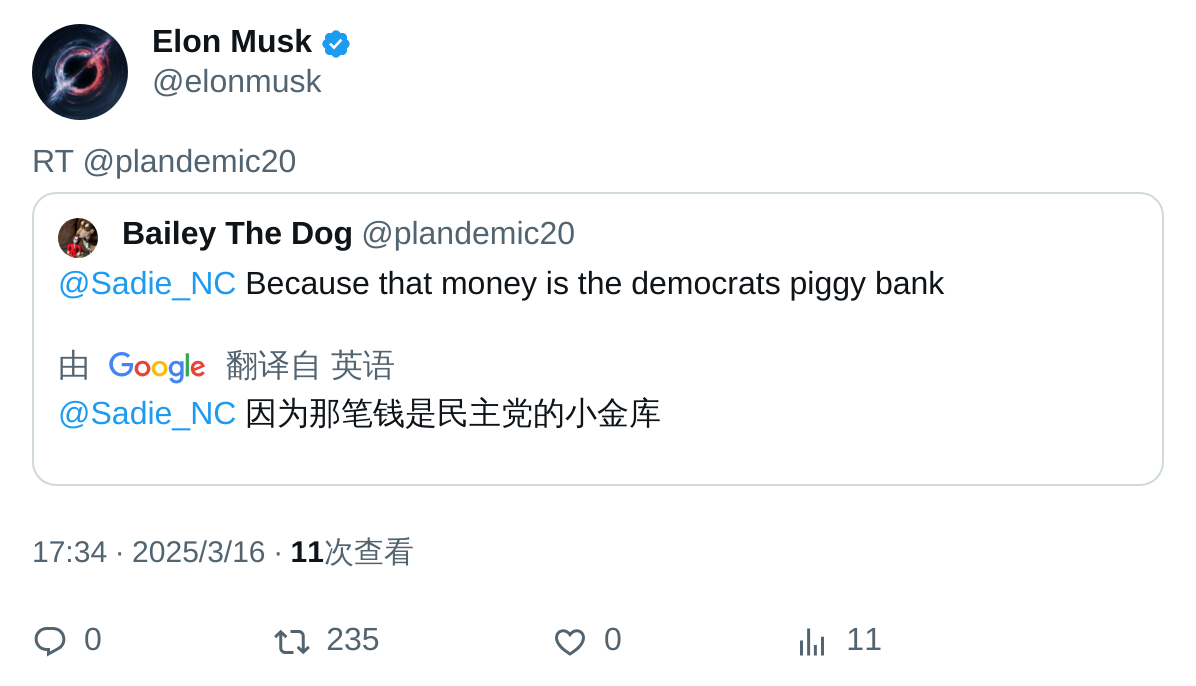 Elon Musk
@elonmusk
RT @plandemic20
Bailey The Dog @plandemic20
@Sadie_NC Because that money is the democrats piggy bank
由 Google 翻译自 英语
@Sadie_NC 因为那笔钱是民主党的小金库
17:34 · 2025/3/16 · 11次查看
0 235 0 11